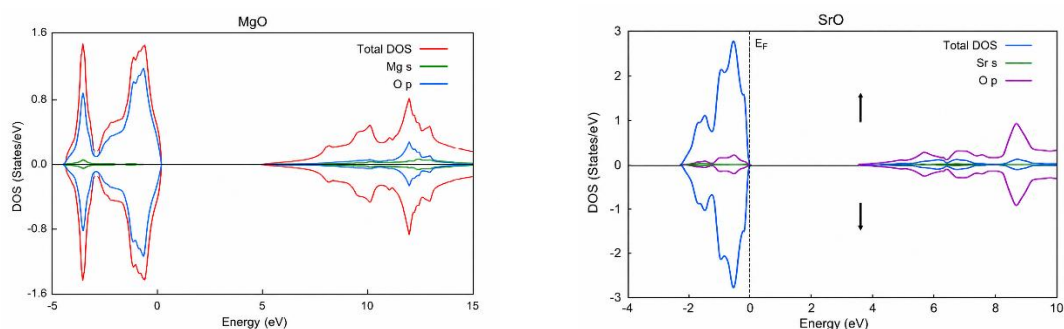 MgO
1.6
0.8
0.0
-0.8
-1.6
DOS (States/eV)
Total DOS
Mg s
O p
-5
0
5
10
15
Energy (eV)
SrO
3
2
1
0
-1
-2
-3
DOS (States/eV)
E_F
Total DOS
Sr s
O p
-4
-2
0
2
4
6
8
10
Energy (eV)